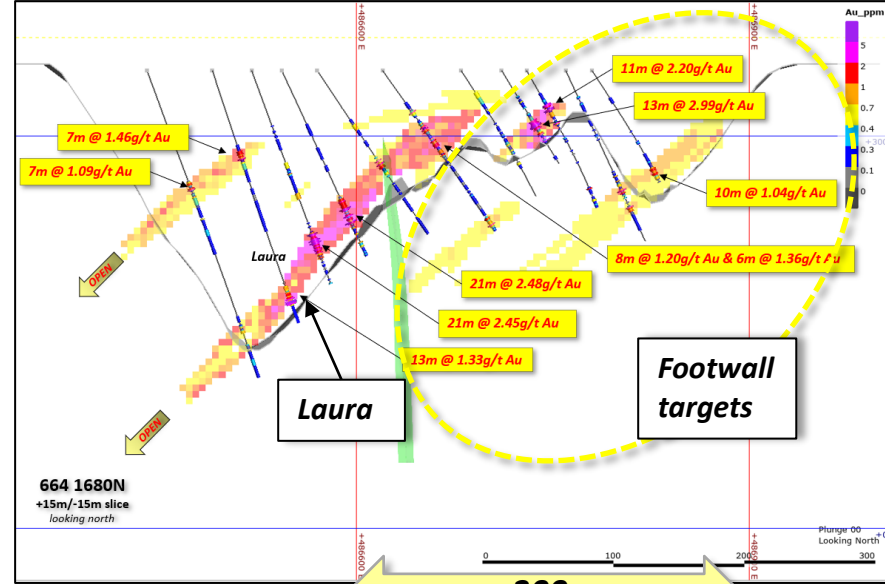 Au_ppm
5
2
1
0.7
0.4
0.3
0.1
0
+486600 E
+486900 E
11m @ 2.20g/t Au
13m @ 2.99g/t Au
7m @ 1.46g/t Au
7m @ 1.09g/t Au
10m @ 1.04g/t Au
8m @ 1.20g/t Au & 6m @ 1.36g/t Au
Laura
21m @ 2.48g/t Au
OPEN
21m @ 2.45g/t Au
13m @ 1.33g/t Au
Footwall
targets
Laura
OPEN
664 1680N
+15m/-15m slice
looking north
Plunge 00
Looking North
0
100
200
300